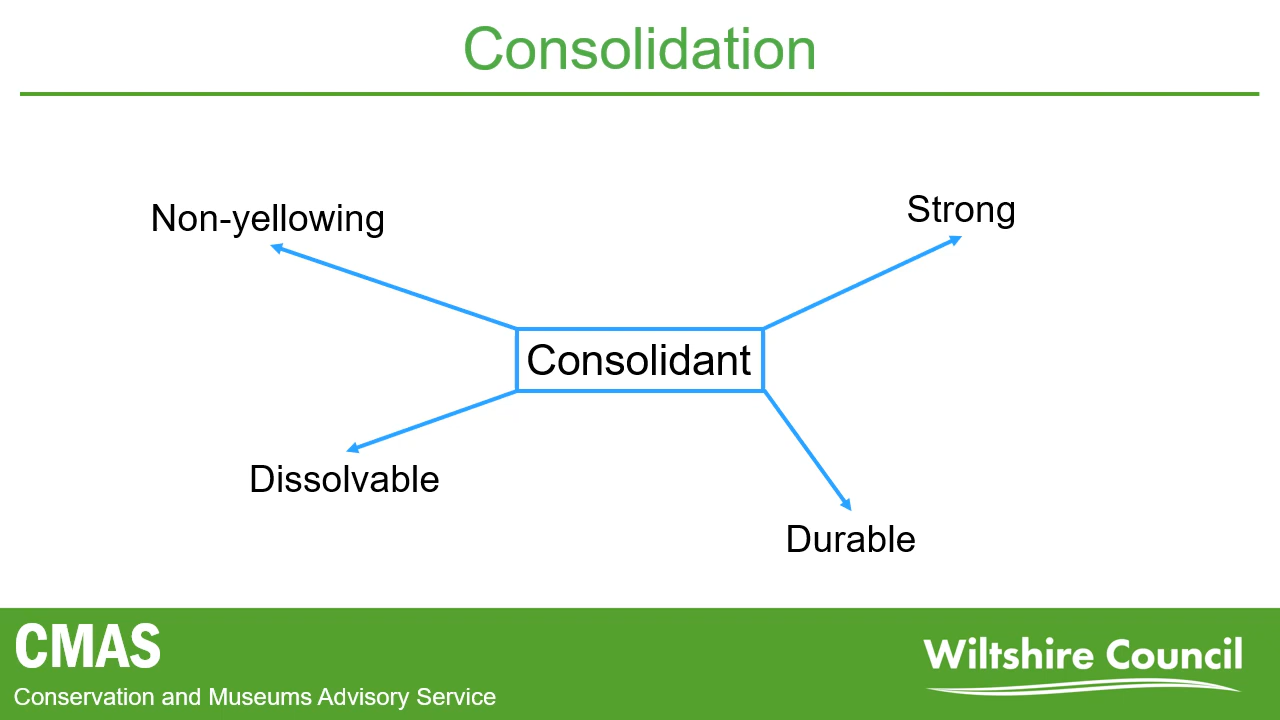 Consolidation
Non-yellowing
Strong
Consolidant
Dissolvable
Durable
CMAS
Conservation and Museums Advisory Service
Wiltshire Council